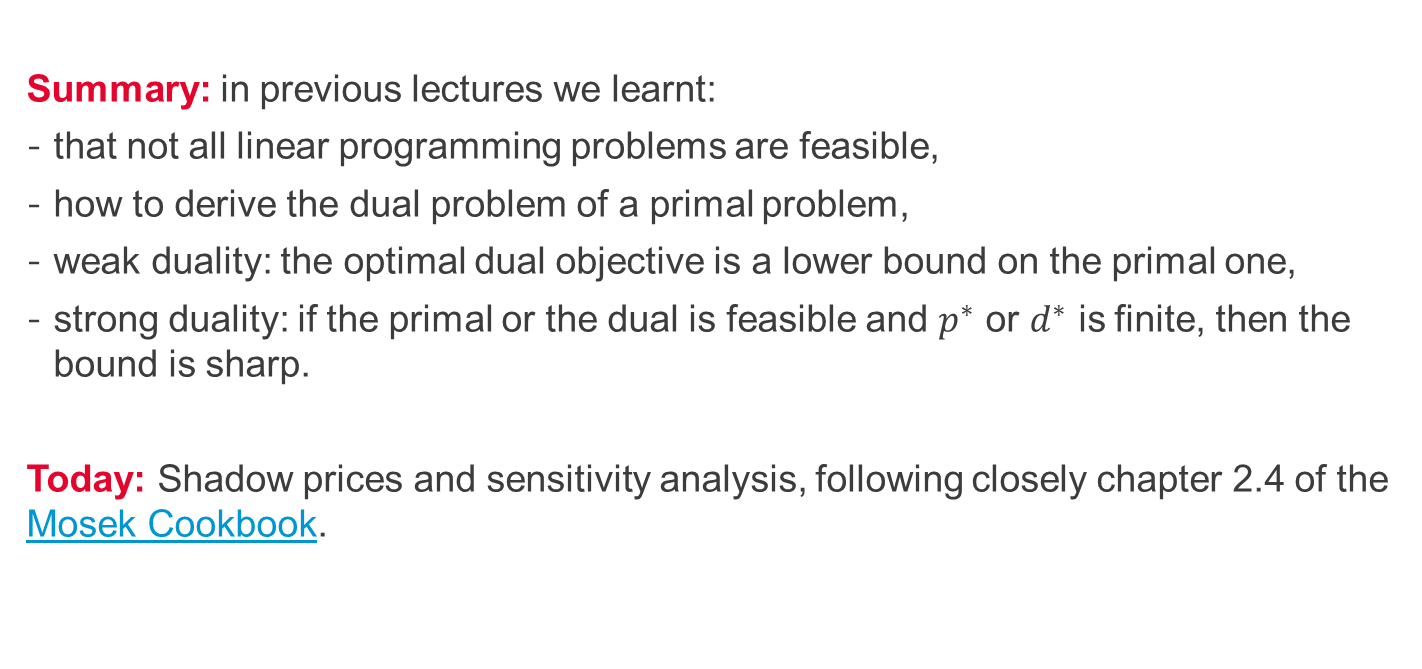 Summary: in previous lectures we learnt:
- that not all linear programming problems are feasible,
- how to derive the dual problem of a primal problem,
- weak duality: the optimal dual objective is a lower bound on the primal one,
- strong duality: if the primal or the dual is feasible and 𝑝* or 𝑑* is finite, then the
bound is sharp.
Today: Shadow prices and sensitivity analysis, following closely chapter 2.4 of the
Mosek Cookbook.